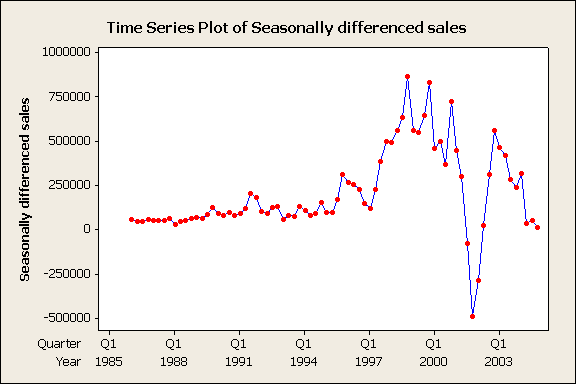 Time Series Plot of Seasonally differenced sales
Seasonally differenced sales
1000000
750000
500000
250000
0
-250000
-500000
Quarter Q1 Q1 Q1 Q1 Q1 Q1 Q1
Year 1985 1988 1991 1994 1997 2000 2003